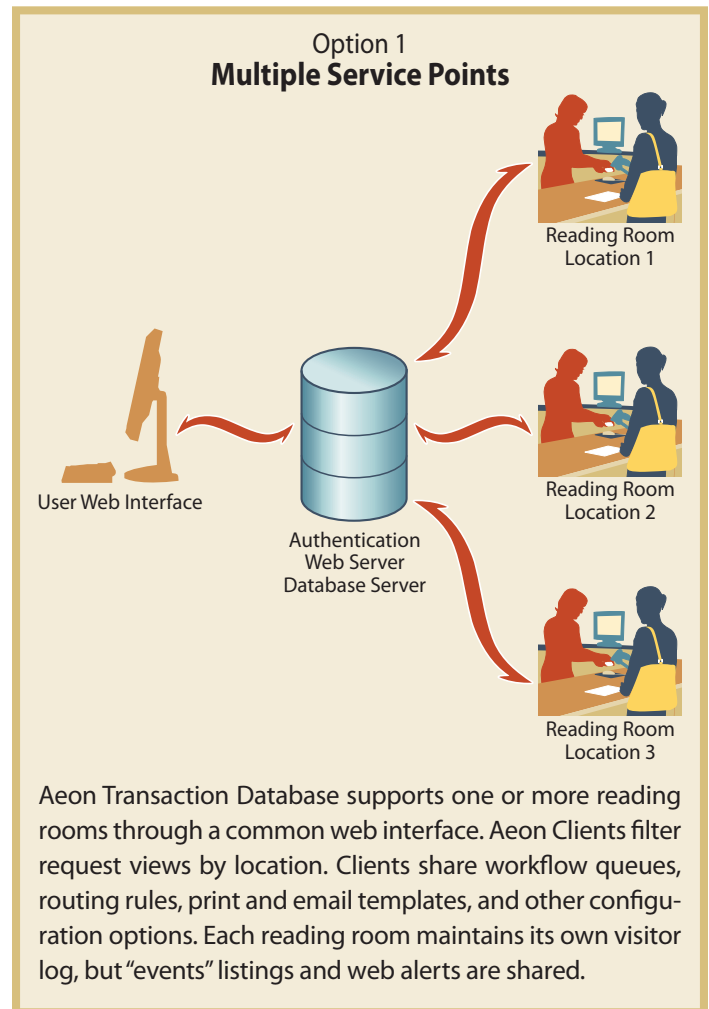 Option 1
Multiple Service Points
Reading Room
Location 1
User Web Interface
Reading Room
Location 2
Authentication
Web Server
Database Server
Reading Room
Location 3
Aeon Transaction Database supports one or more reading
rooms through a common web interface. Aeon Clients filter
request views by location. Clients share workflow queues,
routing rules, print and email templates, and other configu-
ration options. Each reading room maintains its own visitor
log, but “events” listings and web alerts are shared.